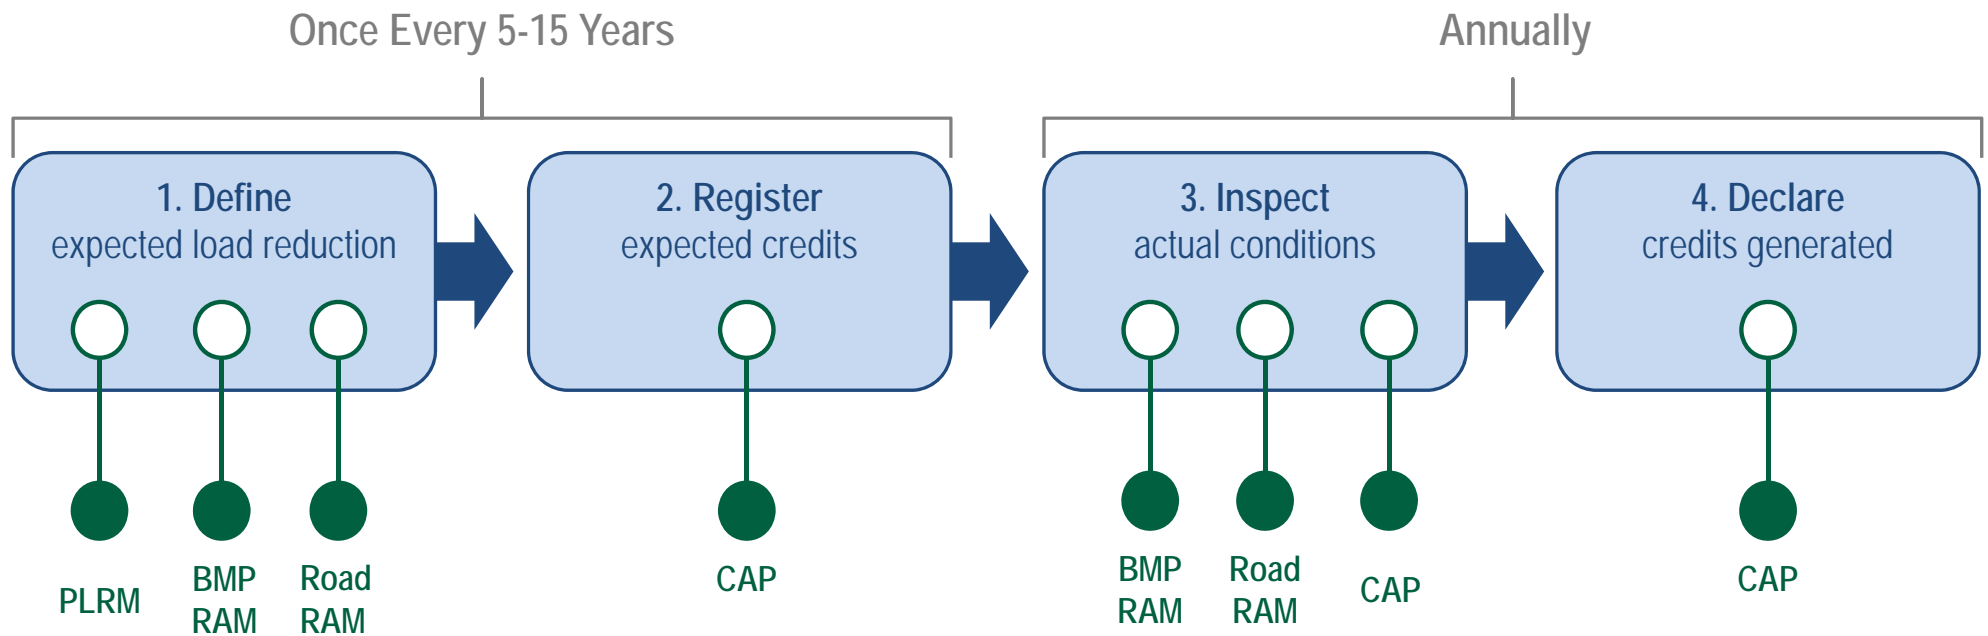 Once Every 5-15 Years
Annually
1. Define
expected load reduction
2. Register
expected credits
3. Inspect
actual conditions
4. Declare
credits generated
PLRM
BMP
RAM
Road
RAM
CAP
BMP
RAM
Road
RAM
CAP
CAP